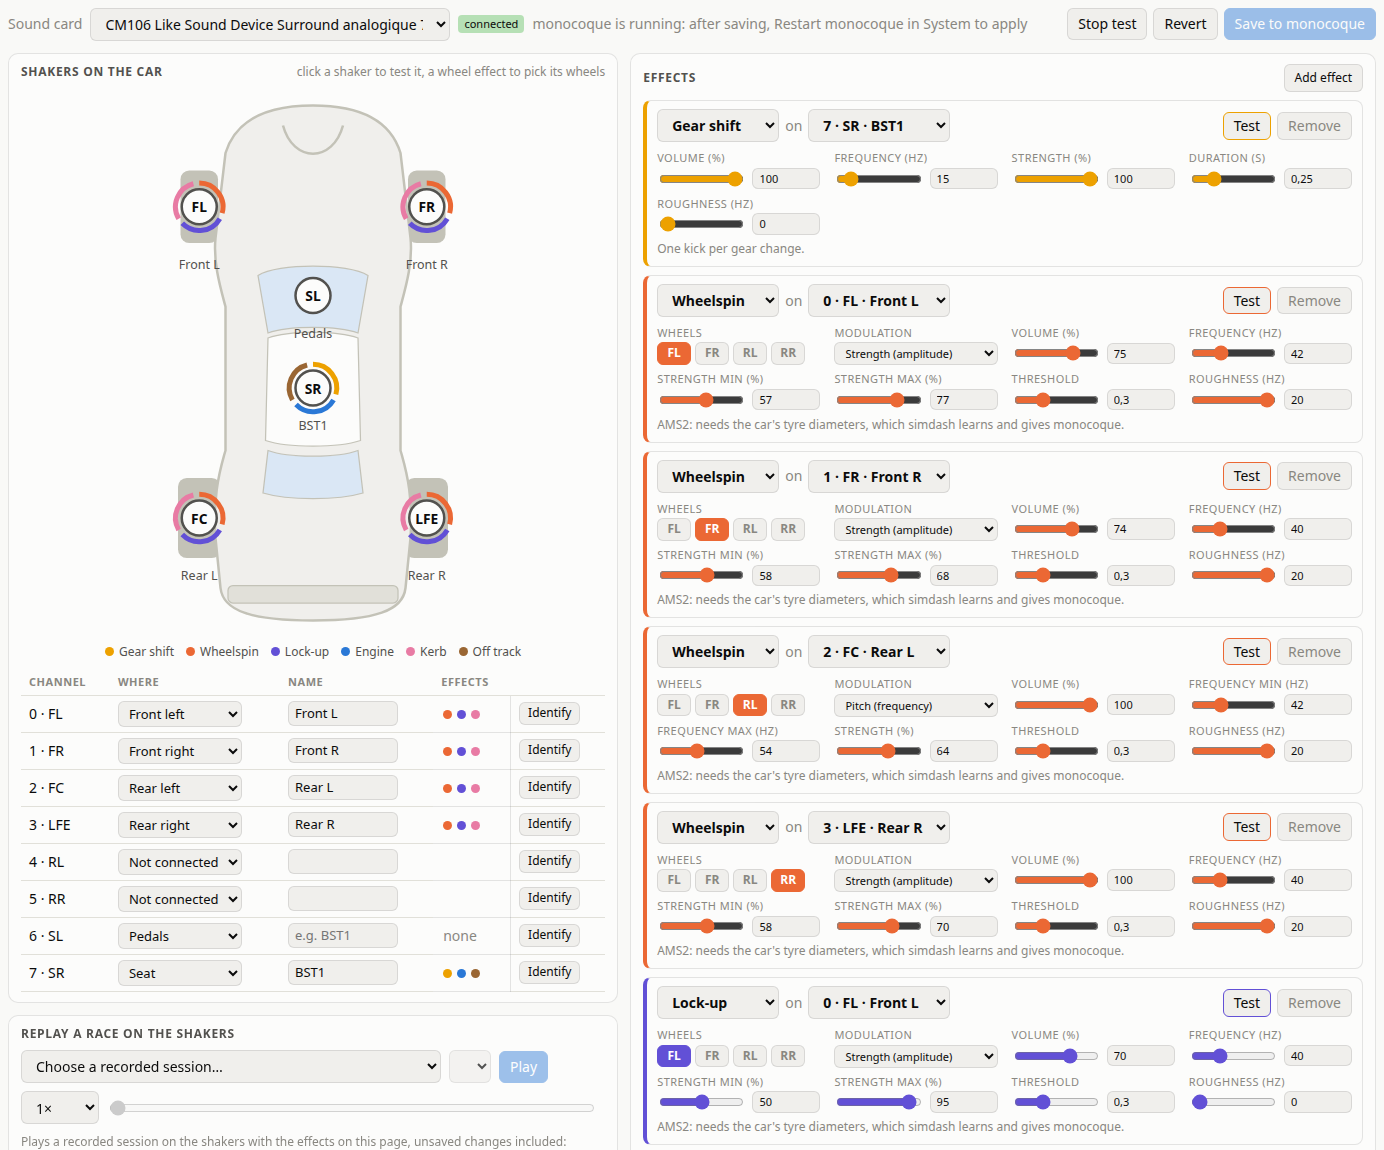 Sound card CM106 Like Sound Device Surround analogique connected monocoque is running: after saving, Restart monocoque in System to apply Stop test Revert Save to monocoque
SHAKERS ON THE CAR click a shaker to test it, a wheel effect to pick its wheels
FL FR
Front L Front R
SL
Pedals
SR
BST1
FC LFE
Rear L Rear R
Gear shift Wheelspin Lock-up Engine Kerb Off track
CHANNEL WHERE NAME EFFECTS
0 · FL Front left Front L Identify
1 · FR Front right Front R Identify
2 · FC Rear left Rear L Identify
3 · LFE Rear right Rear R Identify
4 · RL Not connected Identify
5 · RR Not connected Identify
6 · SL Pedals e.g. BST1 none Identify
7 · SR Seat BST1 Identify
REPLAY A RACE ON THE SHAKERS
Choose a recorded session... Play
1×
Plays a recorded session on the shakers with the effects on this page, unsaved changes included:
EFFECTS Add effect
Gear shift on 7 · SR · BST1 Test Remove
VOLUME (%) FREQUENCY (HZ) STRENGTH (%) DURATION (S)
100 15 100 0,25
ROUGHNESS (HZ)
0
One kick per gear change.
Wheelspin on 0 · FL · Front L Test Remove
WHEELS MODULATION VOLUME (%) FREQUENCY (HZ)
FL FR RL RR Strength (amplitude) 75 42
STRENGTH MIN (%) STRENGTH MAX (%) THRESHOLD ROUGHNESS (HZ)
57 77 0,3 20
AMS2: needs the car's tyre diameters, which simdash learns and gives monocoque.
Wheelspin on 1 · FR · Front R Test Remove
WHEELS MODULATION VOLUME (%) FREQUENCY (HZ)
FL FR RL RR Strength (amplitude) 74 40
STRENGTH MIN (%) STRENGTH MAX (%) THRESHOLD ROUGHNESS (HZ)
58 68 0,3 20
AMS2: needs the car's tyre diameters, which simdash learns and gives monocoque.
Wheelspin on 2 · FC · Rear L Test Remove
WHEELS MODULATION VOLUME (%) FREQUENCY MIN (HZ)
FL FR RL RR Pitch (frequency) 100 42
FREQUENCY MAX (HZ) STRENGTH (%) THRESHOLD ROUGHNESS (HZ)
54 64 0,3 20
AMS2: needs the car's tyre diameters, which simdash learns and gives monocoque.
Wheelspin on 3 · LFE · Rear R Test Remove
WHEELS MODULATION VOLUME (%) FREQUENCY (HZ)
FL FR RL RR Strength (amplitude) 100 40
STRENGTH MIN (%) STRENGTH MAX (%) THRESHOLD ROUGHNESS (HZ)
58 70 0,3 20
AMS2: needs the car's tyre diameters, which simdash learns and gives monocoque.
Lock-up on 0 · FL · Front L Test Remove
WHEELS MODULATION VOLUME (%) FREQUENCY (HZ)
FL FR RL RR Strength (amplitude) 70 40
STRENGTH MIN (%) STRENGTH MAX (%) THRESHOLD ROUGHNESS (HZ)
50 95 0,3 0
AMS2: needs the car's tyre diameters, which simdash learns and gives monocoque.